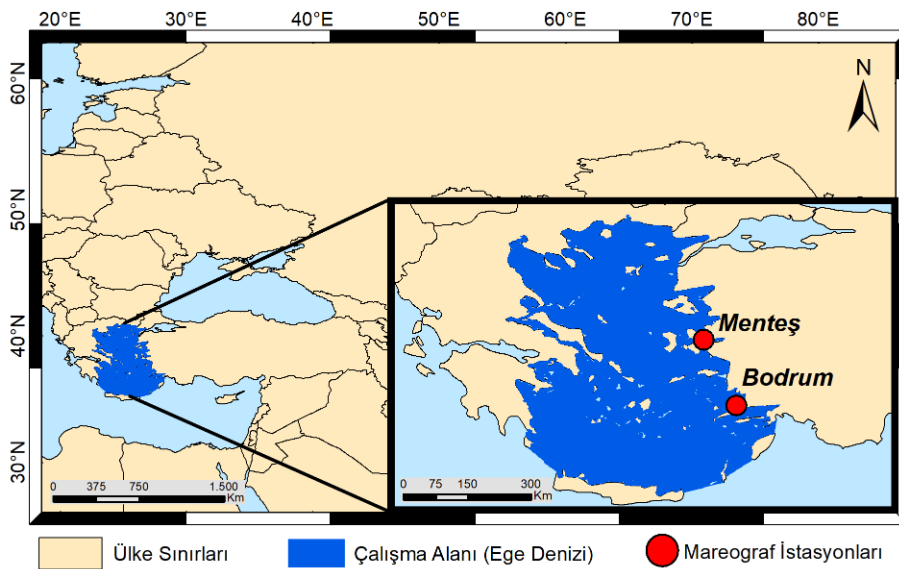 20°E 30°E 40°E 50°E 60°E 70°E 80°E
60°N
50°N
40°N
30°N
N
Menteş
Bodrum
0 375 750 1.500
Km
0 75 150 300
Km
Ülke Sınırları
Çalışma Alanı (Ege Denizi)
Mareograf İstasyonları